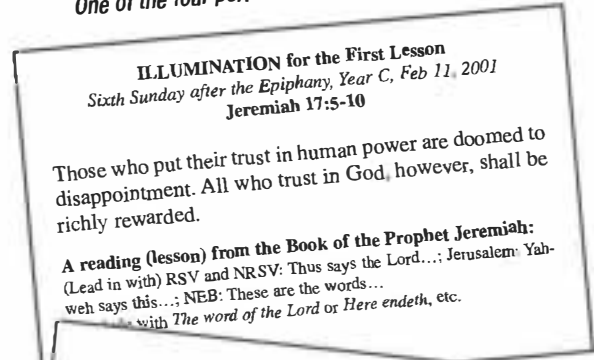 One of the four
ILLUMINATION for the First Lesson
Sixth Sunday after the Epiphany, Year C, Feb 11, 2001
Jeremiah 17:5-10
Those who put their trust in human power are doomed to
disappointment. All who trust in God, however, shall be
richly rewarded.
A reading (lesson) from the Book of the Prophet Jeremiah:
(Lead in with) RSV and NRSV: Thus says the Lord...; Jerusalem: Yah-
weh says this...; NEB: These are the words...
with The word of the Lord or Here endeth, etc.